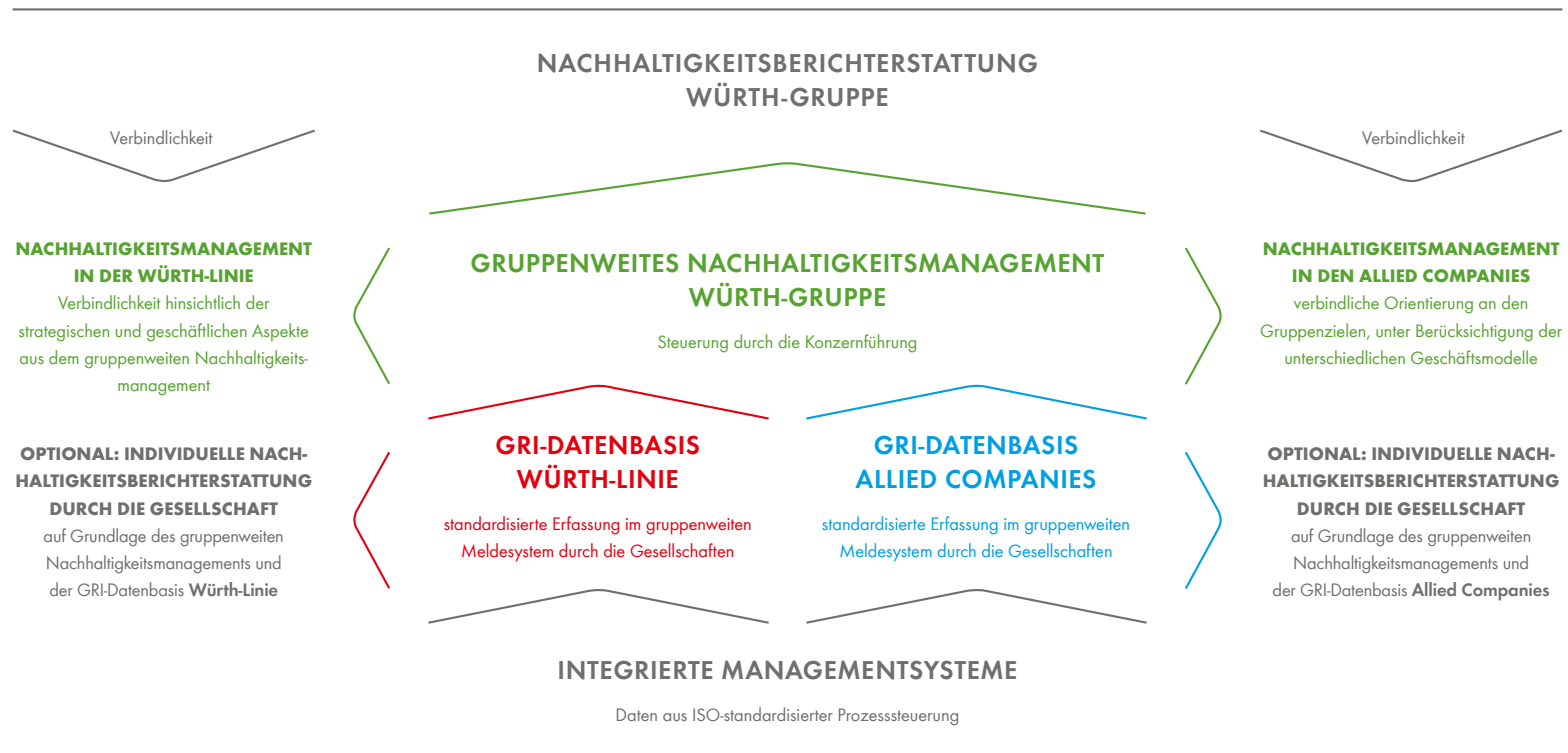 NACHHALTIGKEITSBERICHTERSTATTUNG
WÜRTH-GRUPPE
Verbindlichkeit
Verbindlichkeit
NACHHALTIGKEITSMANAGEMENT
IN DER WÜRTH-LINIE
Verbindlichkeit hinsichtlich der
strategischen und geschäftlichen Aspekte
aus dem gruppenweiten Nachhaltigkeits-
management
GRUPPENWEITES NACHHALTIGKEITSMANAGEMENT
WÜRTH-GRUPPE
Steuerung durch die Konzernführung
NACHHALTIGKEITSMANAGEMENT
IN DEN ALLIED COMPANIES
verbindliche Orientierung an den
Gruppenzielen, unter Berücksichtigung der
unterschiedlichen Geschäftsmodelle
OPTIONAL: INDIVIDUELLE NACH-
HALTIGKEITSBERICHTERSTATTUNG
DURCH DIE GESELLSCHAFT
auf Grundlage des gruppenweiten
Nachhaltigkeitsmanagements und
der GRI-Datenbasis Würth-Linie
GRI-DATENBASIS
WÜRTH-LINIE
standardisierte Erfassung im gruppenweiten
Meldesystem durch die Gesellschaften
GRI-DATENBASIS
ALLIED COMPANIES
standardisierte Erfassung im gruppenweiten
Meldesystem durch die Gesellschaften
OPTIONAL: INDIVIDUELLE NACH-
HALTIGKEITSBERICHTERSTATTUNG
DURCH DIE GESELLSCHAFT
auf Grundlage des gruppenweiten
Nachhaltigkeitsmanagements und
der GRI-Datenbasis Allied Companies
INTEGRIERTE MANAGEMENTSYSTEME
Daten aus ISO-standardisierter Prozesssteuerung